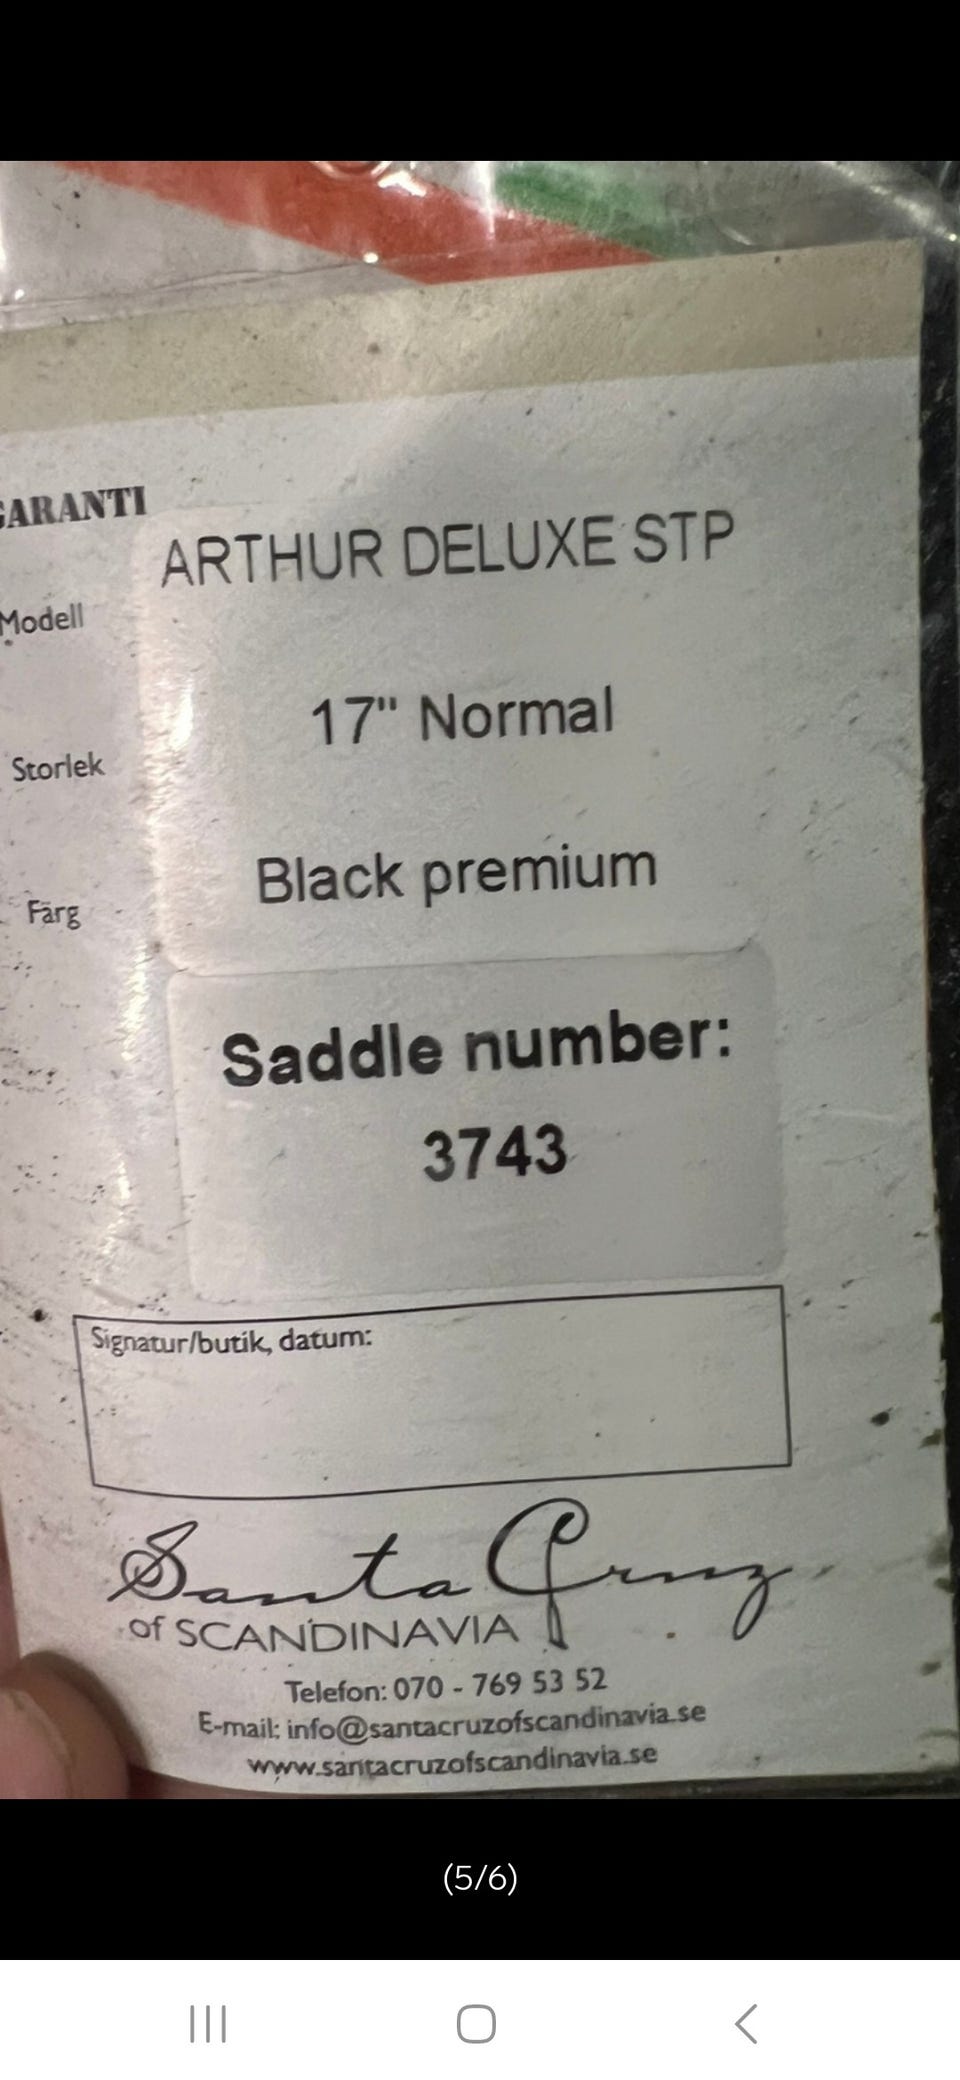 GARANTI
ARTHUR DELUXE STP
Modell
17" Normal
Storlek
Black premium
Färg
Saddle number:
3743
Signatur/butik, datum:
Santa Cruz
of SCANDINAVIA
Telefon: 070 - 769 53 52
E-mail: info@santacruzofscandinavia.se
www.santacruzofscandinavia.se
(5/6)